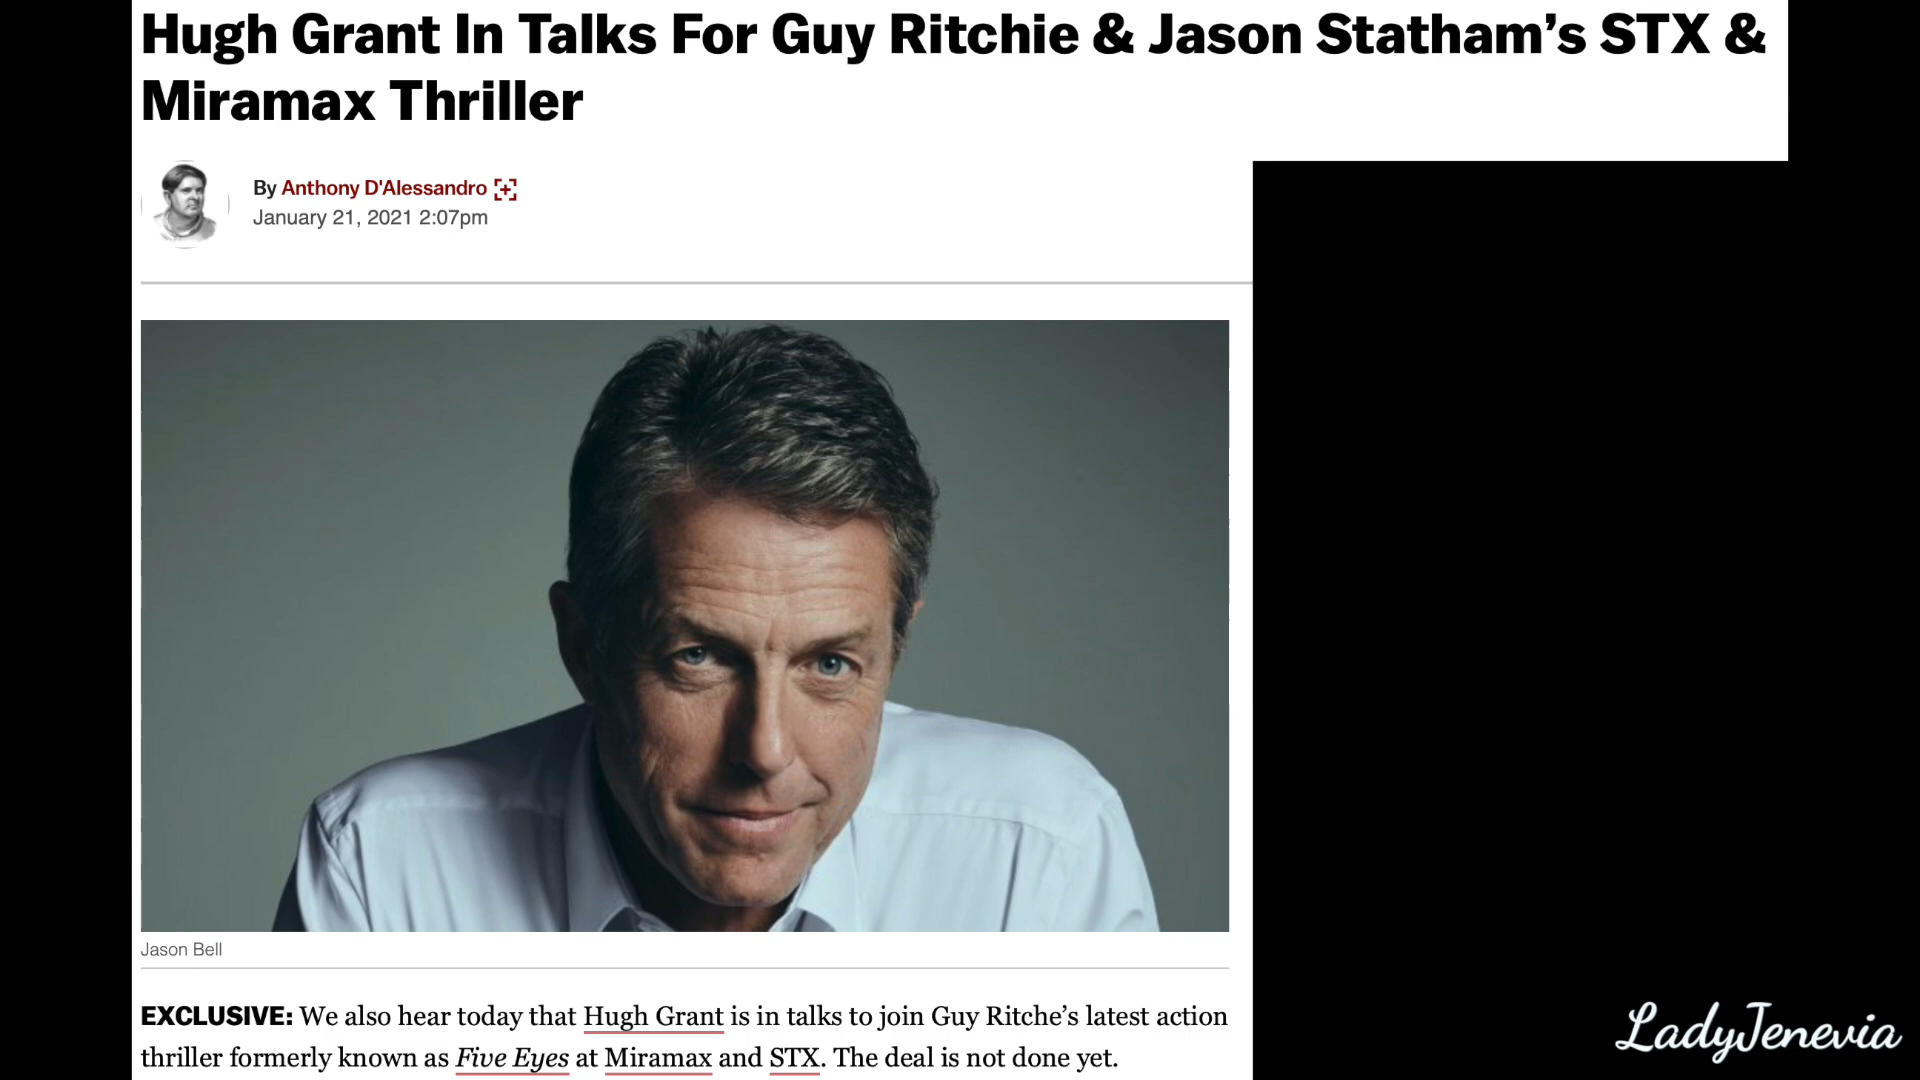 Hugh Grant In Talks For Guy Ritchie & Jason Statham’s STX &
Miramax Thriller
By Anthony D'Alessandro
January 21, 2021 2:07pm
Jason Bell
EXCLUSIVE: We also hear today that Hugh Grant is in talks to join Guy Ritche’s latest action
thriller formerly known as Five Eyes at Miramax and STX. The deal is not done yet.
LadyJenevia